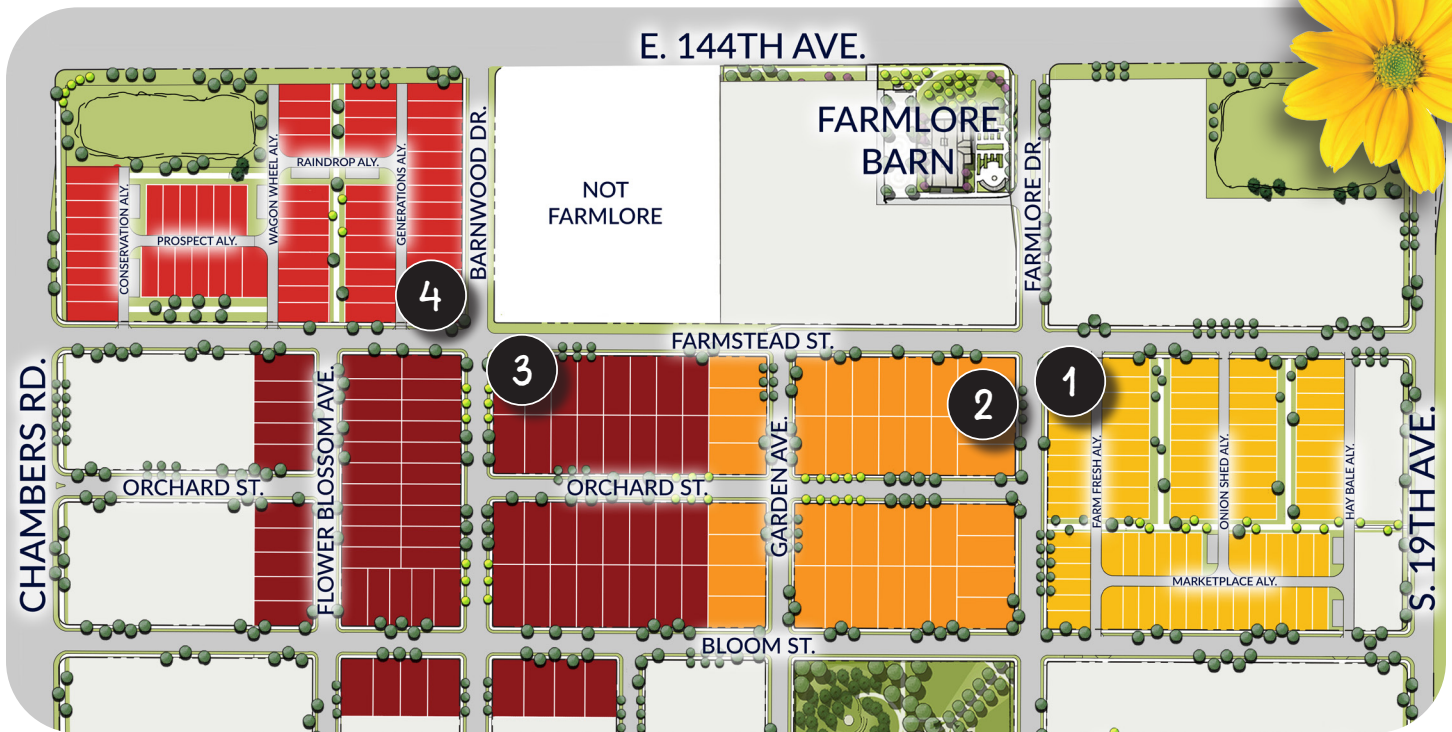 E. 144TH AVE.
FARMLORE
BARN
NOT
FARMLORE
BARNWOOD DR.
FARMLORE DR.
WAGON WHEEL ALY.
RAINDROP ALY.
GENERATIONS ALY.
CONSERVATION ALY.
PROSPECT ALY.
4
FARMSTEAD ST.
3
2
1
CHAMBERS RD.
FLOWER BLOSSOM AVE.
ORCHARD ST.
ORCHARD ST.
GARDEN AVE.
FARM FRESH ALY.
ONION SHED ALY.
HAY BALE ALY.
S. 19TH AVE.
MARKETPLACE ALY.
BLOOM ST.